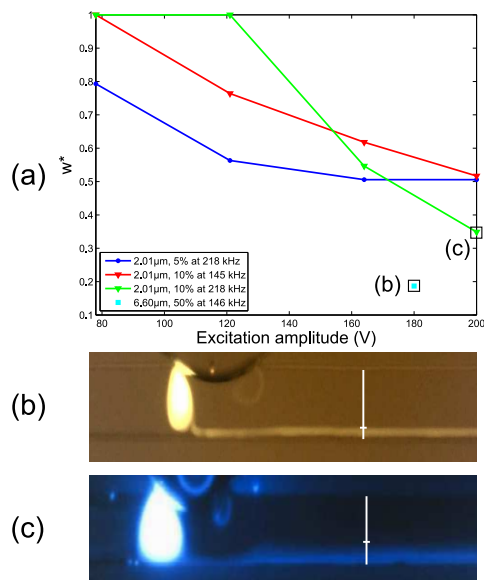 (a)
w*
1
0.9
0.8
0.7
0.6
0.5
0.4
0.3
0.2
0.1
(c)
(b)
2.01µm, 5% at 218 kHz
2.01µm, 10% at 145 kHz
2.01µm, 10% at 218 kHz
6.60µm, 50% at 146 kHz
80 100 120 140 160 180 200
Excitation amplitude (V)
(b)
(c)